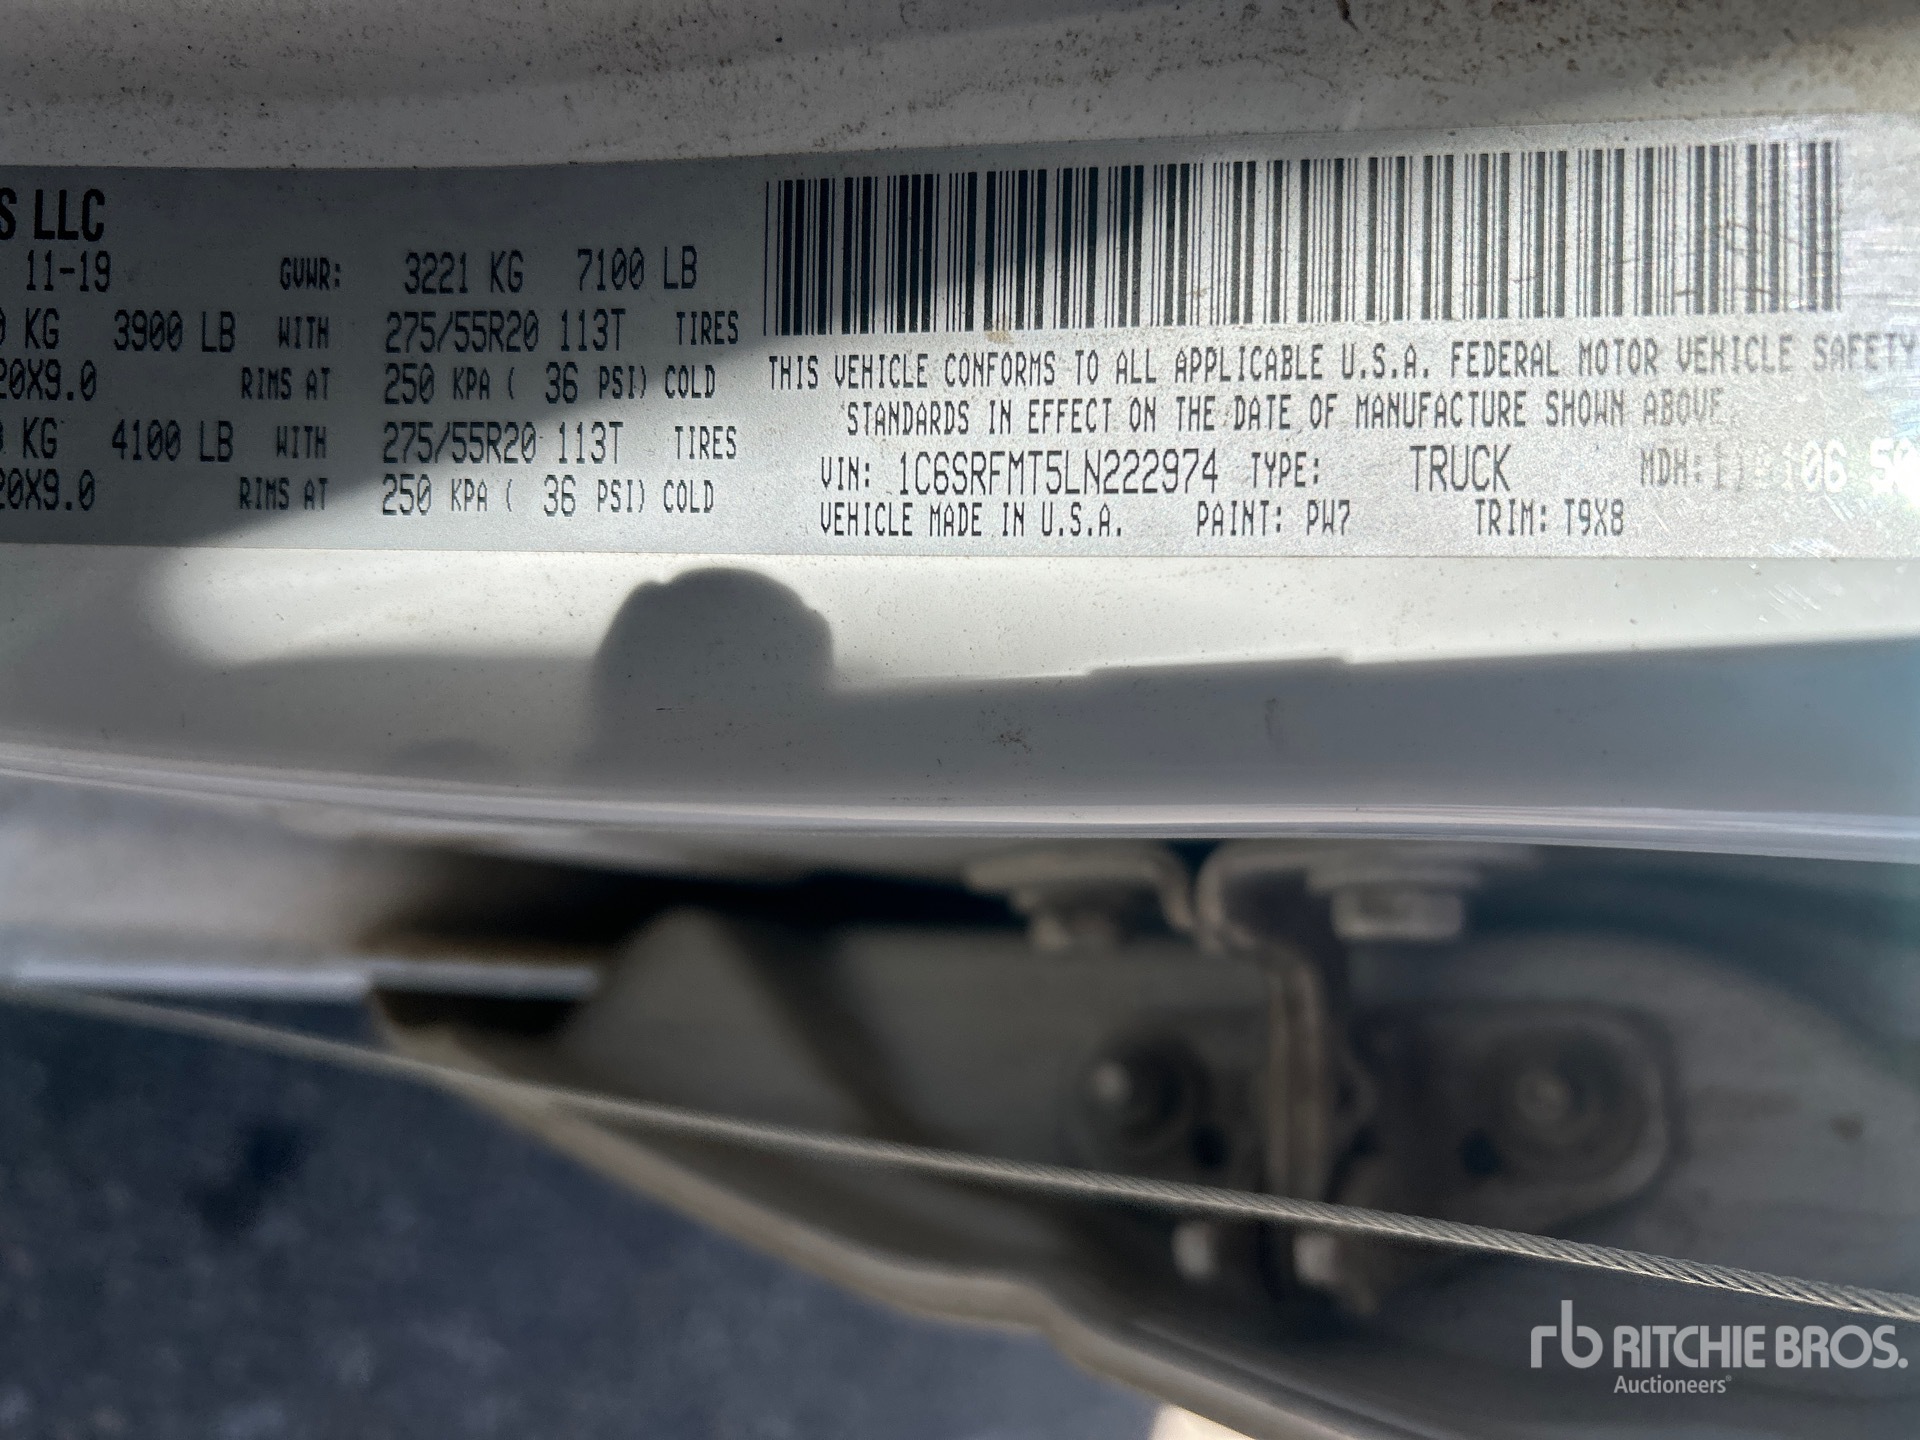 S LLC
11-19 GVWR: 3221 KG 7100 LB
0 KG 3900 LB WITH 275/55R20 113T TIRES
20X9.0 RIMS AT 250 KPA ( 36 PSI) COLD
KG 4100 LB WITH 275/55R20 113T TIRES
20X9.0 RIMS AT 250 KPA ( 36 PSI) COLD
THIS VEHICLE CONFORMS TO ALL APPLICABLE U.S.A. FEDERAL MOTOR VEHICLE SAFETY
STANDARDS IN EFFECT ON THE DATE OF MANUFACTURE SHOWN ABOVE.
VIN: 1C6SRFMT5LN222974 TYPE: TRUCK MDH: 06 50
VEHICLE MADE IN U.S.A. PAINT: PW7 TRIM: T9X8
rb RITCHIE BROS.
Auctioneers